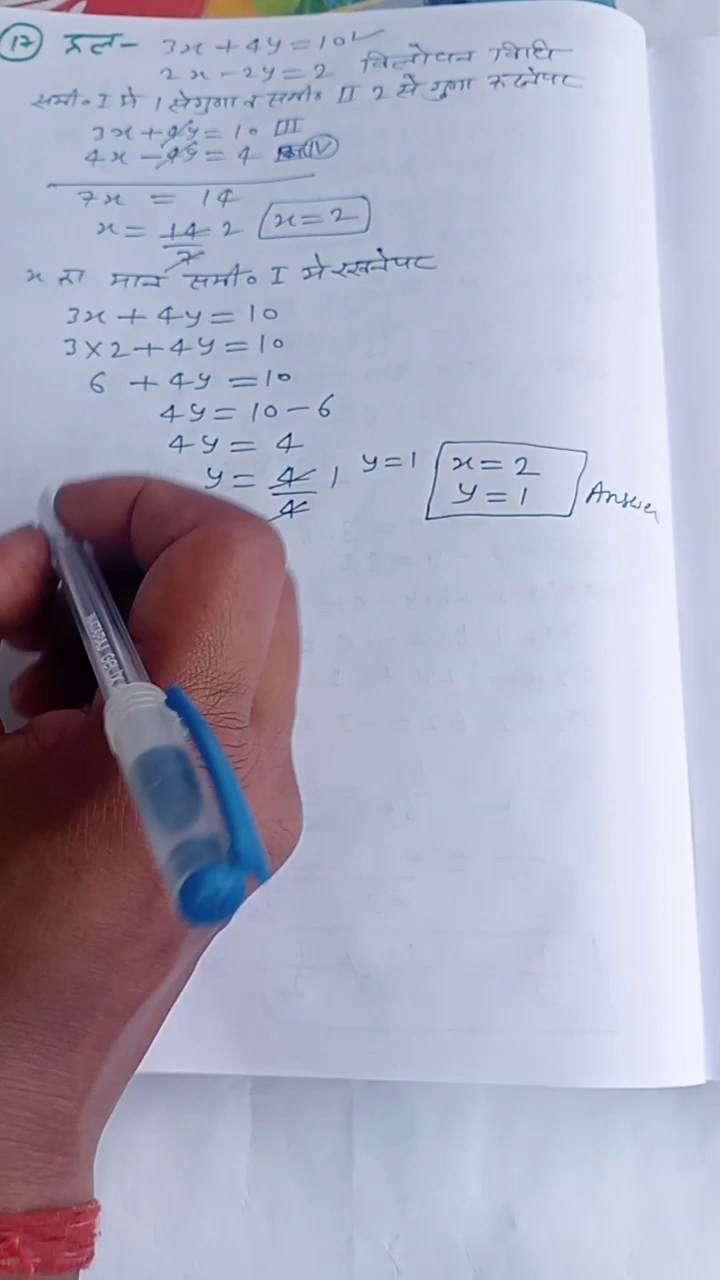 17 हल- 3x + 4y = 10 ✓
2x - 2y = 2 विलोपन विधि
समी० I मे 1 से गुणा व समी० II 2 से गुणा करनेपर
3x + 4y = 10 III
4x - 4y = 4 IV
7x = 14
x = 14/7 2 x = 2
x का मान समी० I मे रखनेपर
3x + 4y = 10
3 × 2 + 4y = 10
6 + 4y = 10
4y = 10 - 6
4y = 4
y = 4/4 1 y = 1 x = 2
y = 1 Answer
NATARAJ GELIX